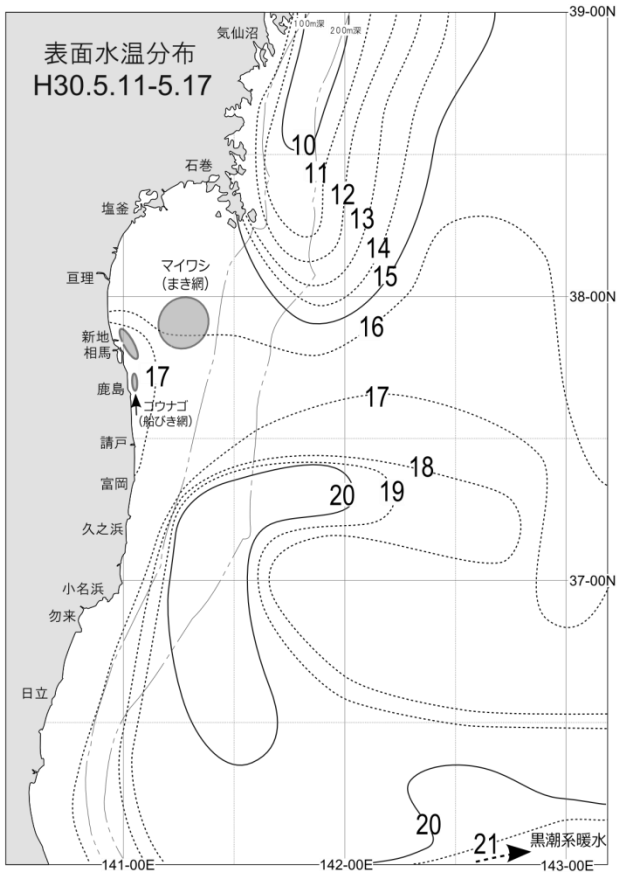 39-00N
気仙沼
100m深
200m深
表面水温分布
H30.5.11-5.17
石巻
10
11
12
13
14
15
16
塩釜
マイワシ
(まき網)
亘理
38-00N
新地
相馬
17
17
鹿島
コウナゴ
(船びき網)
請戸
18
19
20
富岡
久之浜
小名浜
37-00N
勿来
日立
20
21
黒潮系暖水
141-00E
142-00E
143-00E